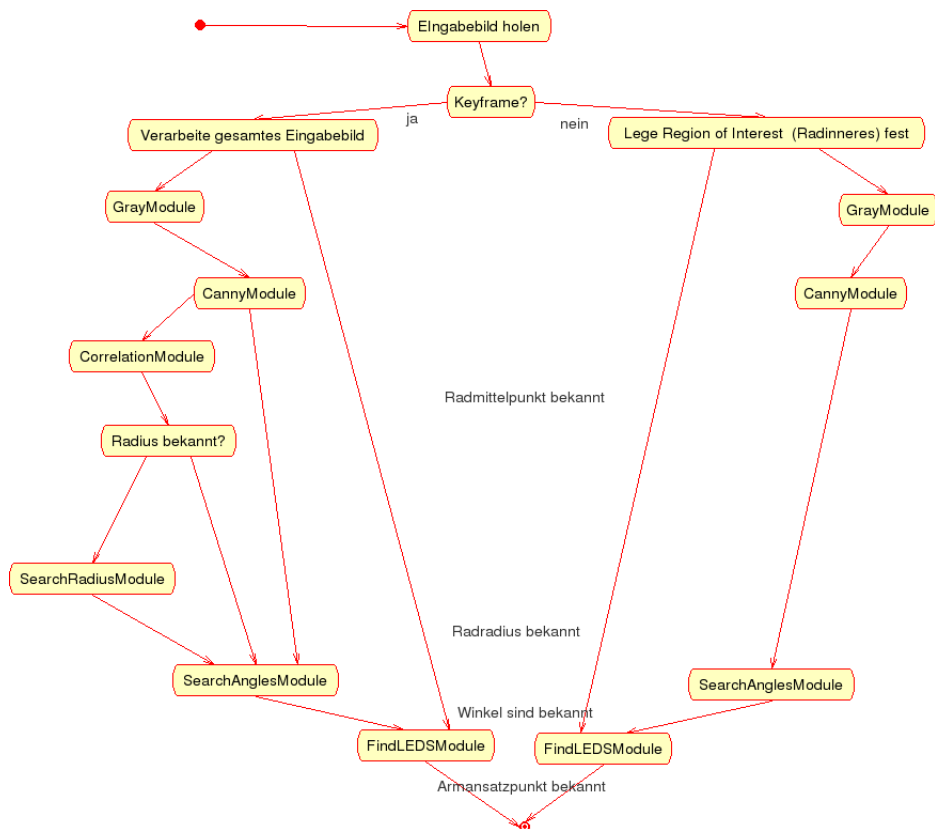 EIngabebild holen
Keyframe?
ja
nein
Verarbeite gesamtes Eingabebild
Lege Region of Interest (Radinneres) fest
GrayModule
GrayModule
CannyModule
CannyModule
CorrelationModule
Radmittelpunkt bekannt
Radius bekannt?
SearchRadiusModule
Radradius bekannt
SearchAnglesModule
SearchAnglesModule
Winkel sind bekannt
FindLEDSModule
FindLEDSModule
Armansatzpunkt bekannt